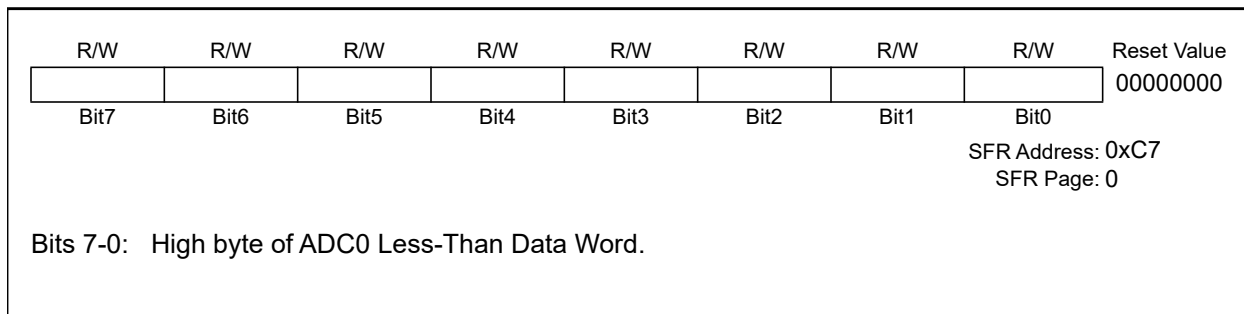 R/W R/W R/W R/W R/W R/W R/W R/W Reset Value
00000000
Bit7 Bit6 Bit5 Bit4 Bit3 Bit2 Bit1 Bit0
SFR Address: 0xC7
SFR Page: 0
Bits 7-0: High byte of ADC0 Less-Than Data Word.